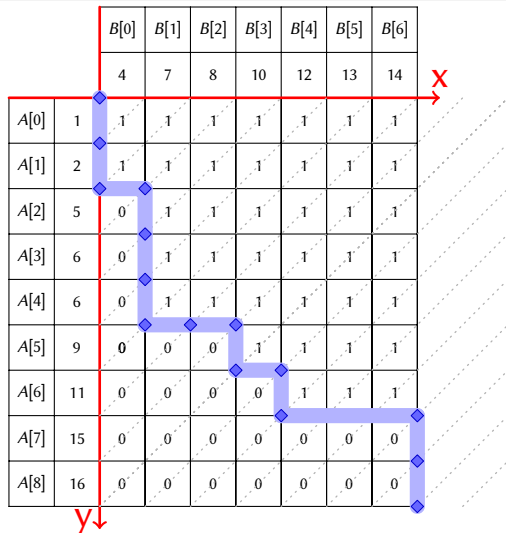 B[0] B[1] B[2] B[3] B[4] B[5] B[6]
4 7 8 10 12 13 14
x
A[0] 1 1 1 1 1 1 1 1
A[1] 2 1 1 1 1 1 1 1
A[2] 5 0 1 1 1 1 1 1
A[3] 6 0 1 1 1 1 1 1
A[4] 6 0 1 1 1 1 1 1
A[5] 9 0 0 0 1 1 1 1
A[6] 11 0 0 0 0 1 1 1
A[7] 15 0 0 0 0 0 0 0
A[8] 16 0 0 0 0 0 0 0
y